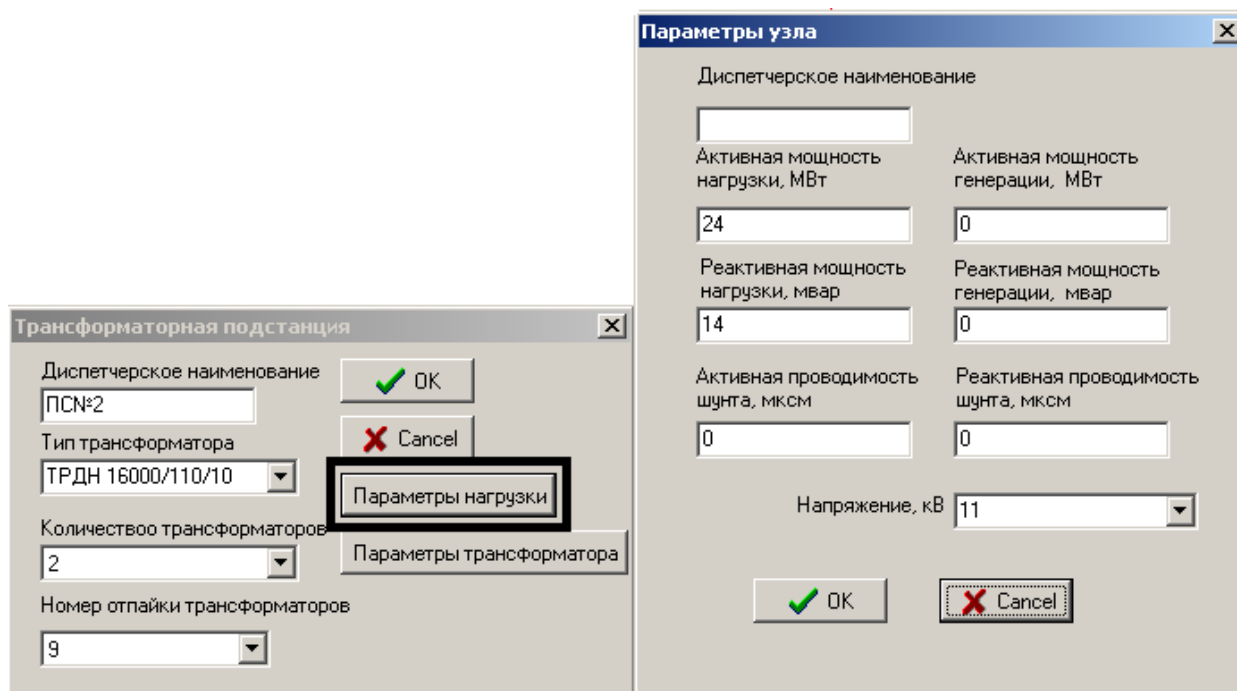 Трансформаторная подстанция
Диспетчерское наименование
ПС№2
OK
Тип трансформатора
Cancel
ТРДН 16000/110/10
Параметры нагрузки
Количествоо трансформаторов
2
Параметры трансформатора
Номер отпайки трансформаторов
9
Параметры узла
Диспетчерское наименование
Активная мощность
нагрузки, МВт
Активная мощность
генерации, МВт
24
0
Реактивная мощность
нагрузки, мвар
Реактивная мощность
генерации, мвар
14
0
Активная проводимость
шунта, мксм
Реактивная проводимость
шунта, мксм
0
0
Напряжение, кВ
11
OK
Cancel